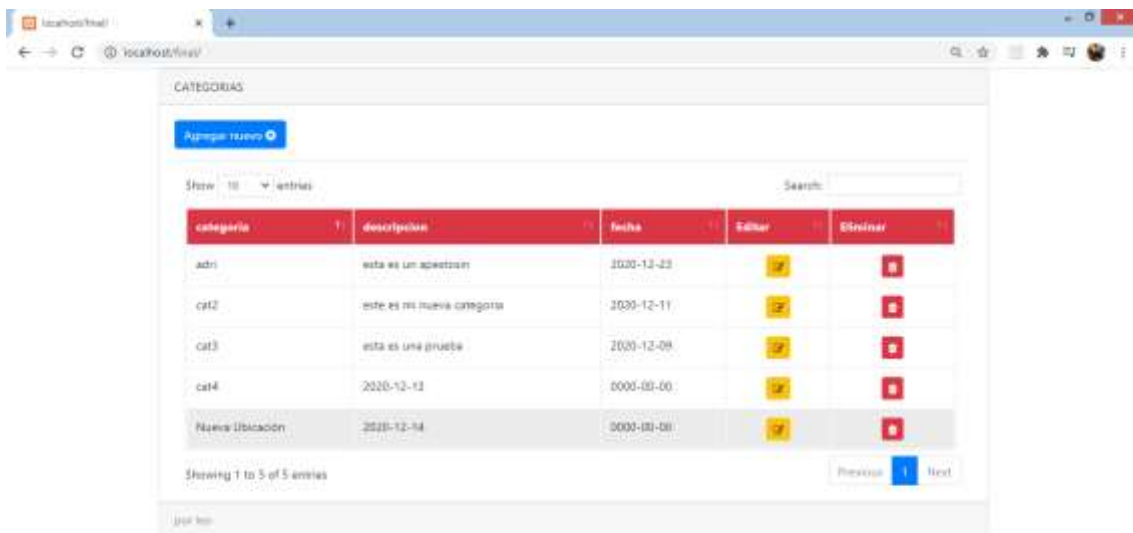 localhost/final/
localhost/final/
CATEGORIAS
Agregar nuevo
Show 10 entries
Search:
categoria descripcion fecha Editar Eliminar
adri esta es un apestosin 2020-12-23
cat2 este es mi nueva categoria 2020-12-11
cat3 esta es una prueba 2020-12-09
cat4 2020-12-13 0000-00-00
Nueva Ubicación 2020-12-14 0000-00-00
Showing 1 to 5 of 5 entries
Previous 1 Next
por leo